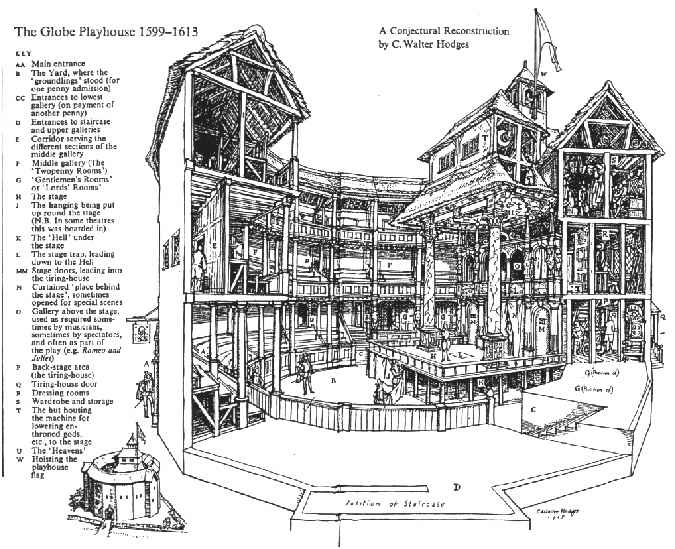 The Globe Playhouse 1599–1613
A Conjectural Reconstruction
by C. Walter Hodges
KEY
AA Main entrance
B The Yard, where the
'groundlings' stood (for
one penny admission)
CC Entrances to lowest
gallery (on payment of
another penny)
D Entrances to staircase
and upper galleries
E Corridor serving the
different sections of the
middle gallery
F Middle gallery (The
'Twopenny Rooms')
G 'Gentlemen's Rooms'
or 'Lords' Rooms'
H The stage
J The hanging being put
up round the stage
(N.B. In some theatres
this was boarded in)
K The 'Hell' under
the stage
L The stage trap, leading
down to the Hell
MM Stage doors, leading into
the tiring-house
N Curtained 'place behind
the stage', sometimes
opened for special scenes
O Gallery above the stage,
used as required some-
times by musicians,
sometimes by spectators,
and often as part of
the play (e.g. Romeo and
Juliet)
P Back-stage area
(the tiring-house)
Q Tiring-house door
R Dressing rooms
S Wardrobe and storage
T The hut housing
the machine for
lowering en-
throned gods,
etc., to the stage
U The 'Heavens'
W Hoisting the
playhouse
flag
W
T
E
A
B
C
D
Position of Staircase